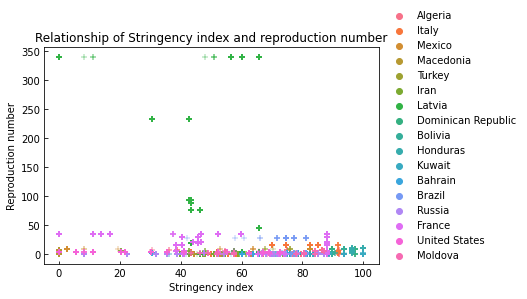 Relationship of Stringency index and reproduction number
350
300
250
200
150
100
50
0
Reproduction number
0 20 40 60 80 100
Stringency index
Algeria
Italy
Mexico
Macedonia
Turkey
Iran
Latvia
Dominican Republic
Bolivia
Honduras
Kuwait
Bahrain
Brazil
Russia
France
United States
Moldova